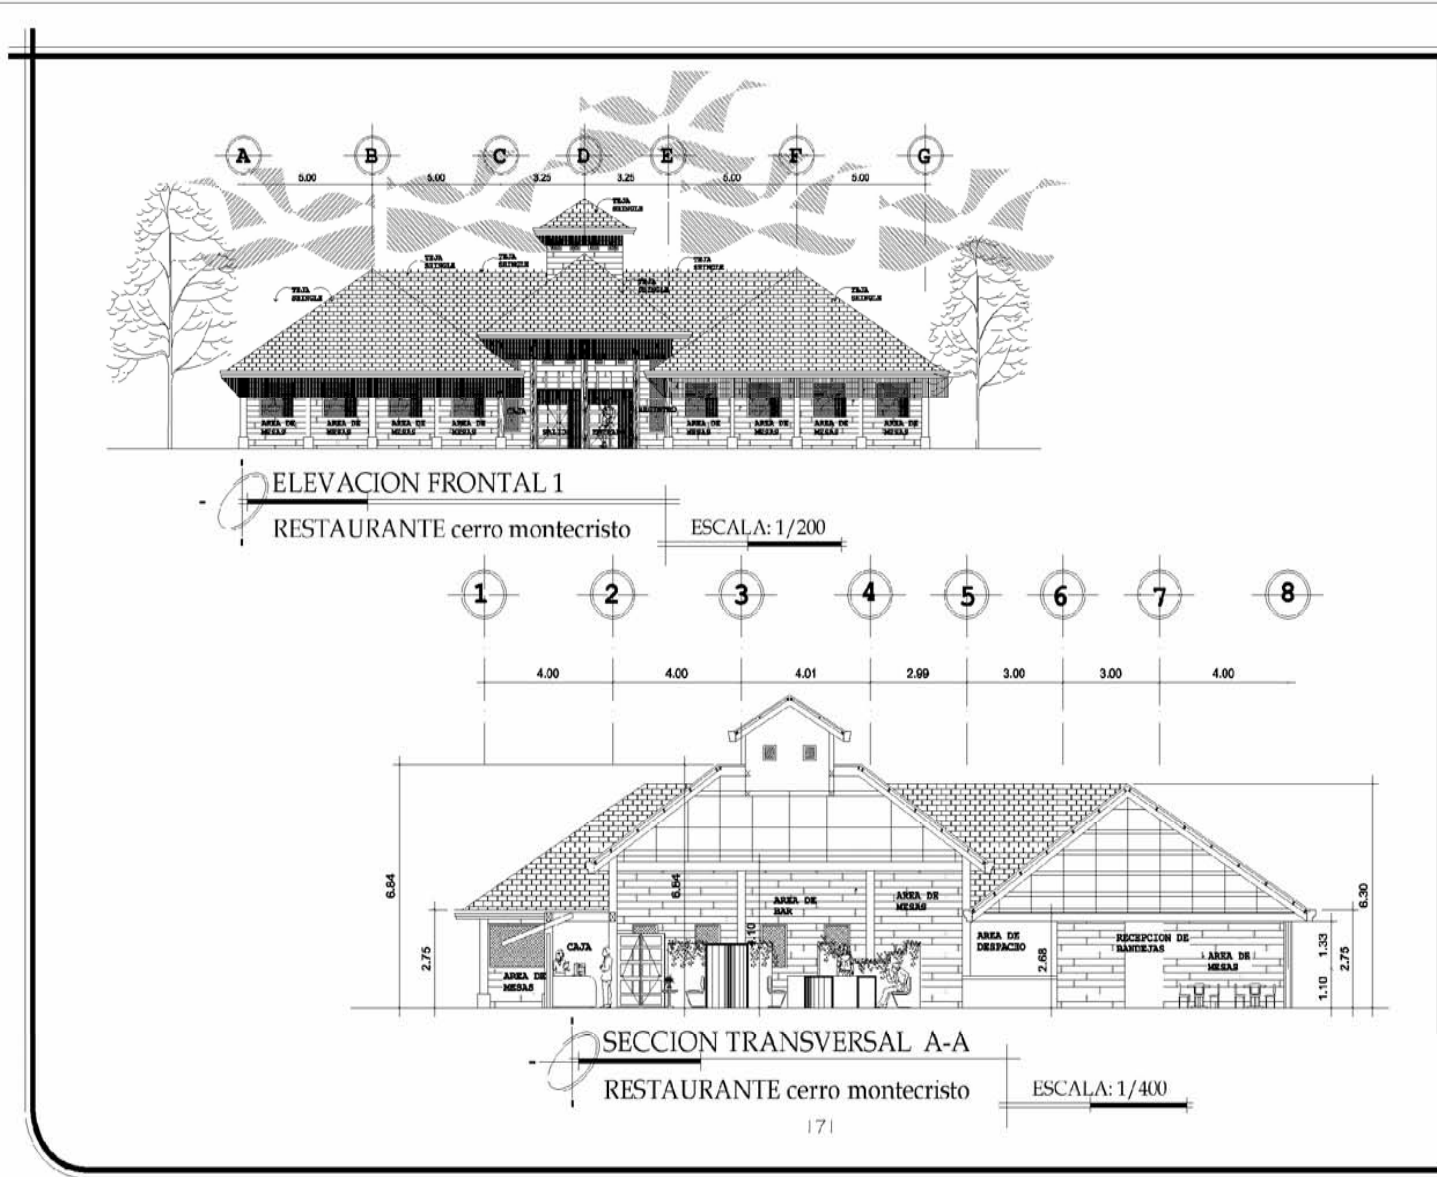 A B C D E F G
5.00 5.00 3.25 3.25 5.00 5.00
TEJA
SHINGLE
TEJA
SHINGLE
TEJA
SHINGLE
TEJA
SHINGLE
TEJA
SHINGLE
TEJA
SHINGLE
TEJA
SHINGLE
CAJA
AREA DE MESAS
AREA DE MESAS
AREA DE MESAS
AREA DE MESAS
SALIDA
AREA DE MESAS
AREA DE MESAS
AREA DE MESAS
AREA DE MESAS
ELEVACION FRONTAL 1
RESTAURANTE cerro montecristo
ESCALA: 1/200
1 2 3 4 5 6 7 8
4.00 4.00 4.01 2.99 3.00 3.00 4.00
6.84
2.75
6.84
4.10
AREA DE
MESAS
CAJA
AREA DE
BAR
AREA DE
MESAS
AREA DE
DESPACHO
2.68
RECEPCION DE
BANDEJAS
AREA DE
MESAS
1.33
1.10
2.75
6.30
SECCION TRANSVERSAL A-A
RESTAURANTE cerro montecristo
ESCALA: 1/400
171